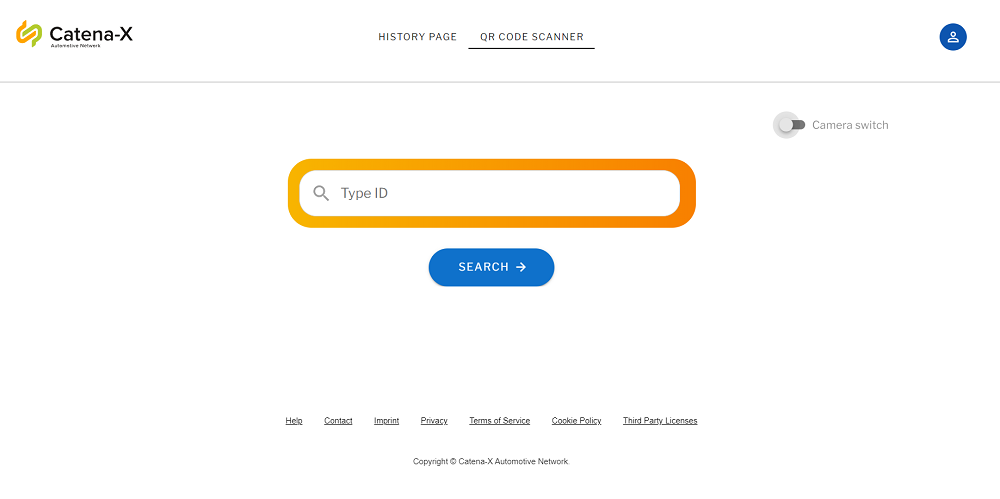 Catena-X
Automotive Network
HISTORY PAGE
QR CODE SCANNER
Camera switch
Type ID
SEARCH →
Help Contact Imprint Privacy Terms of Service Cookie Policy Third Party Licenses
Copyright © Catena-X Automotive Network.